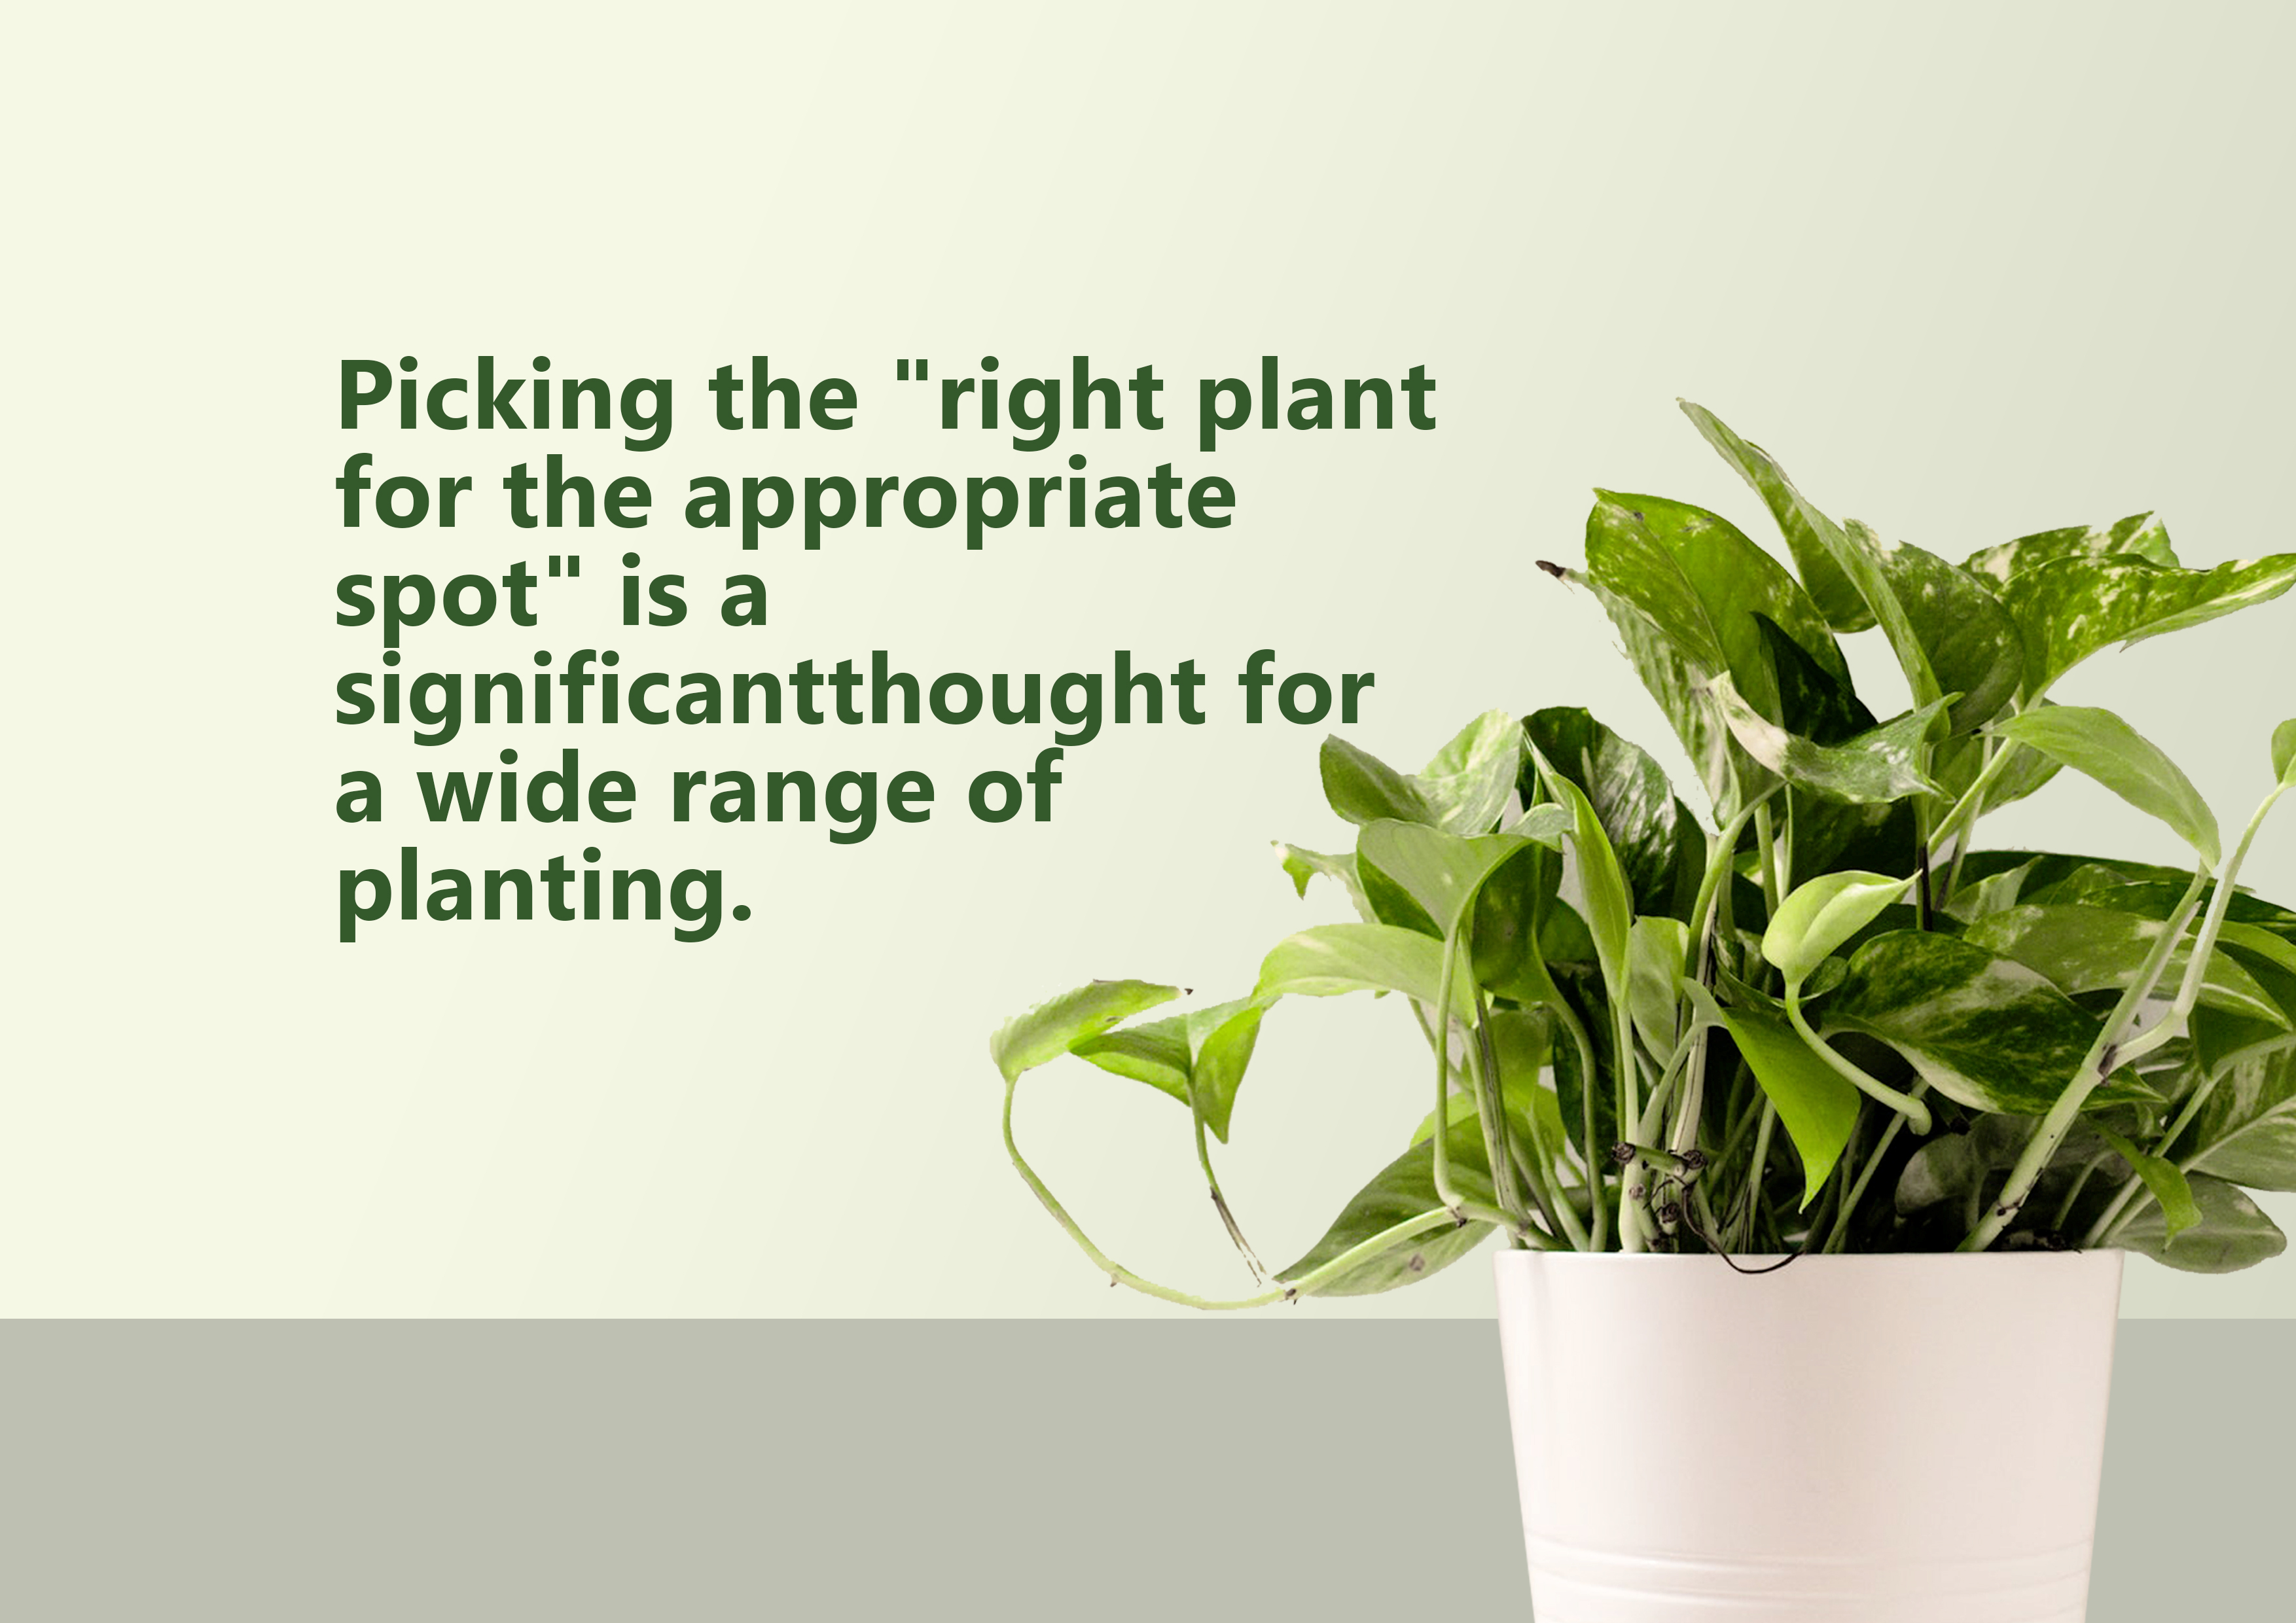 Picking the "right plant
for the appropriate
spot" is a
significantthought for
a wide range of
planting.